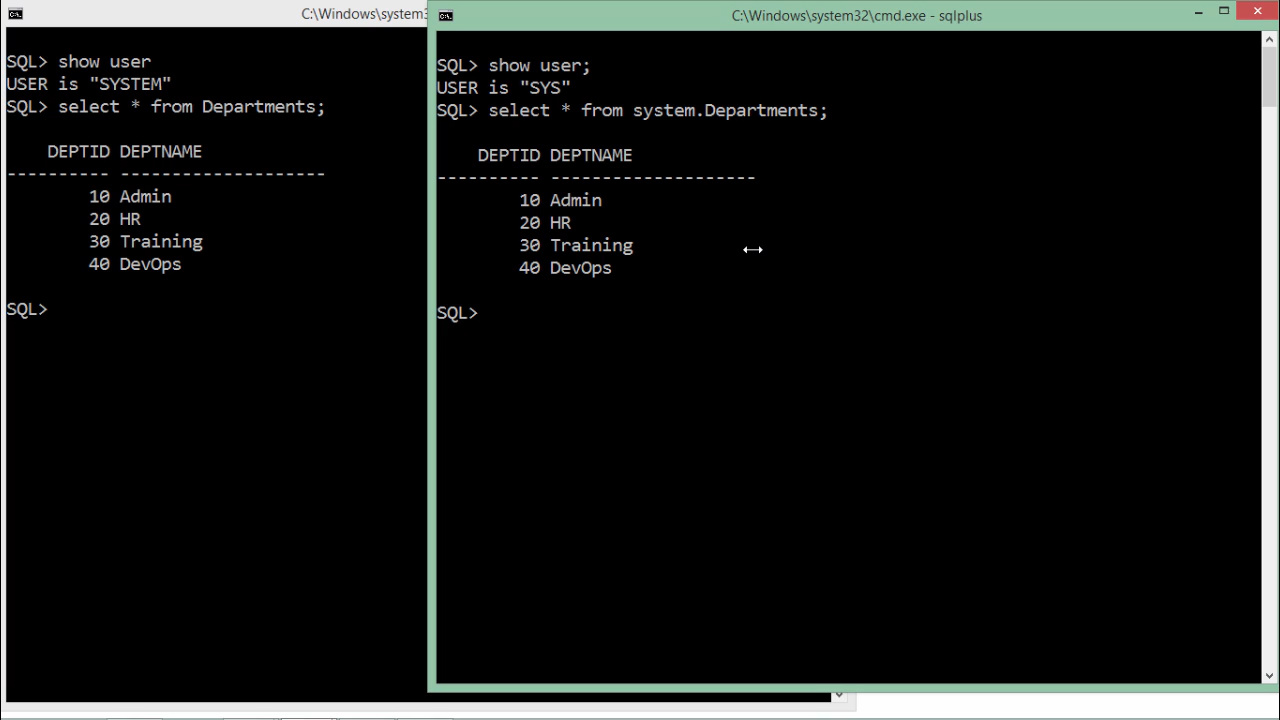 C:\Windows\system3
SQL> show user
USER is "SYSTEM"
SQL> select * from Departments;
DEPTID DEPTNAME
---------- --------------------
10 Admin
20 HR
30 Training
40 DevOps
SQL>
C:\Windows\system32\cmd.exe - sqlplus
SQL> show user;
USER is "SYS"
SQL> select * from system.Departments;
DEPTID DEPTNAME
---------- --------------------
10 Admin
20 HR
30 Training
40 DevOps
SQL>